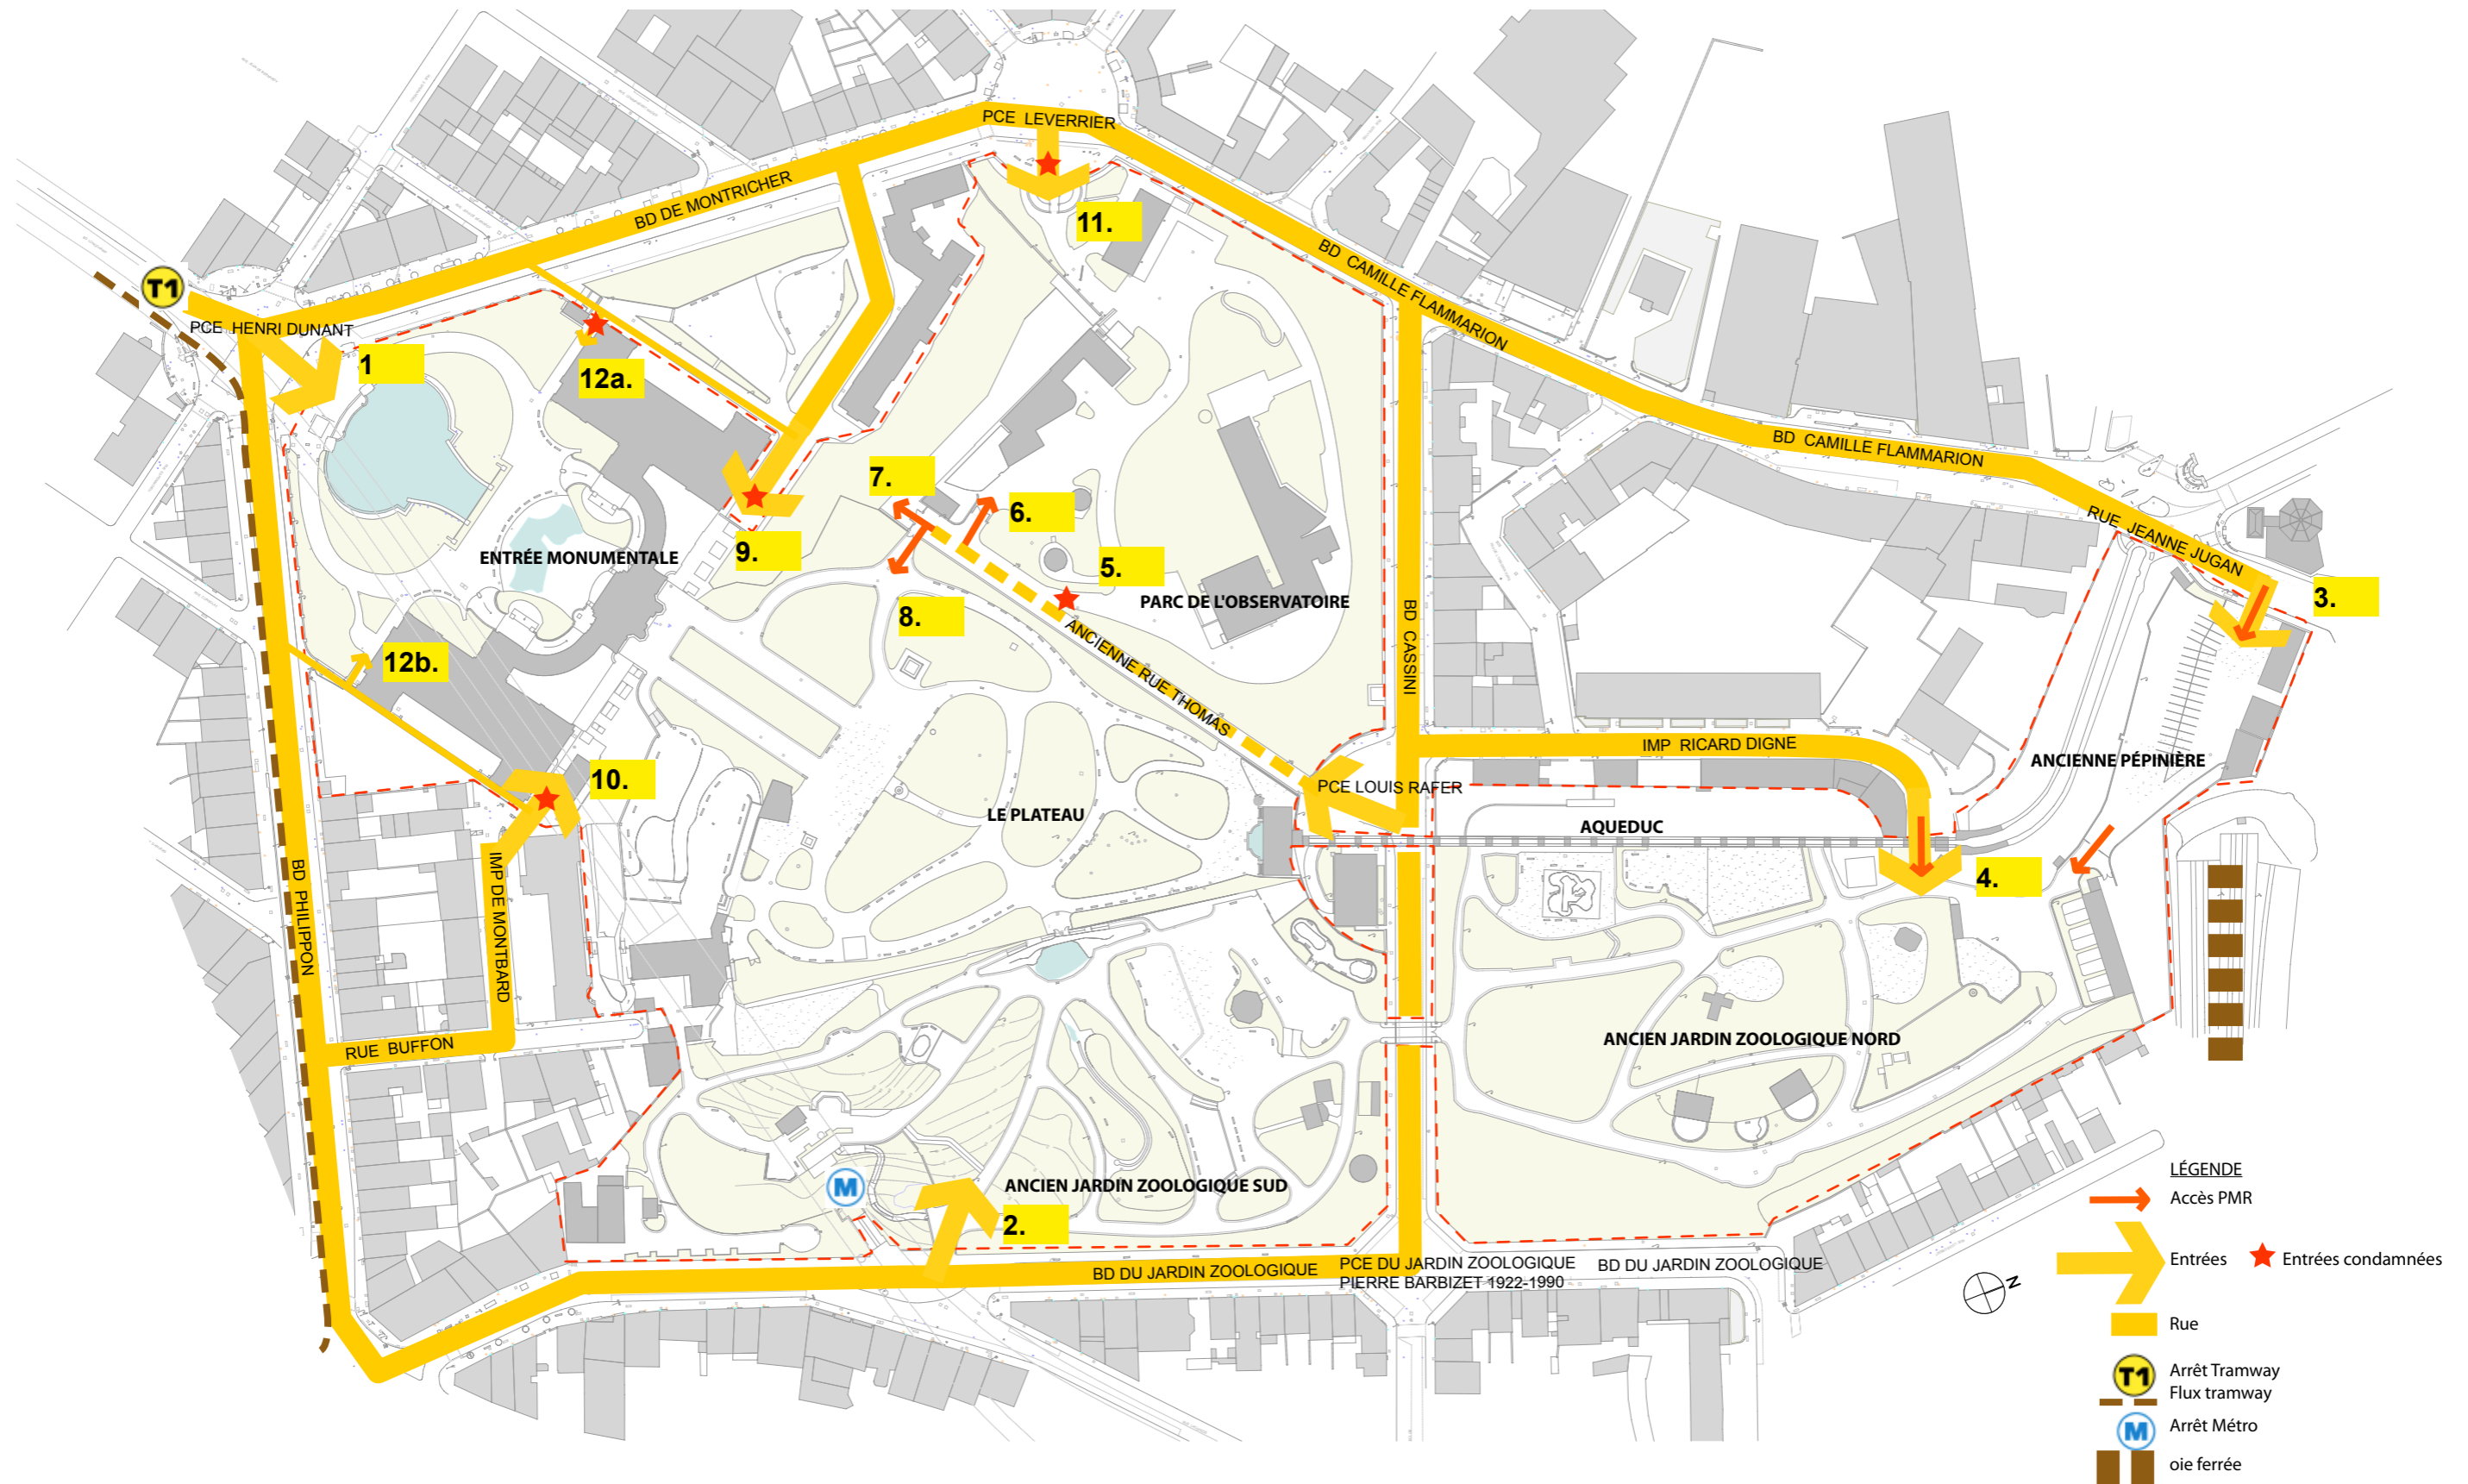 PCE LEVERRIER
BD DE MONTRICHER
11.
BD CAMILLE FLAMMARION
T1
PCE HENRI DUNANT
1
12a.
BD CAMILLE FLAMMARION
7.
6.
RUE JEANNE JUGAN
9.
ENTRÉE MONUMENTALE
5.
3.
PARC DE L'OBSERVATOIRE
8.
BD CASSINI
12b.
ANCIENNE RUE THOMAS
IMP RICARD DIGNE
ANCIENNE PÉPINIÈRE
10.
PCE LOUIS RAFER
LE PLATEAU
AQUEDUC
4.
BD PHILIPPON
IMP DE MONTBARD
RUE BUFFON
ANCIEN JARDIN ZOOLOGIQUE NORD
M
ANCIEN JARDIN ZOOLOGIQUE SUD
2.
BD DU JARDIN ZOOLOGIQUE
PCE DU JARDIN ZOOLOGIQUE
PIERRE BARBIZET 1922-1990
BD DU JARDIN ZOOLOGIQUE
N
LÉGENDE
Accès PMR
Entrées
Entrées condamnées
Rue
T1
Arrêt Tramway
Flux tramway
M
Arrêt Métro
oie ferrée